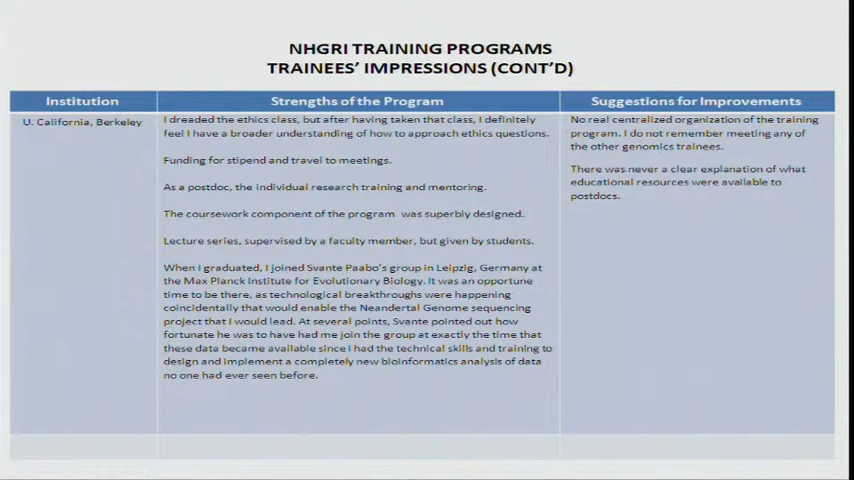 NHGRI TRAINING PROGRAMS
TRAINEES' IMPRESSIONS (CONT'D)
Institution
Strengths of the Program
Suggestions for Improvements
U. California, Berkeley
I dreaded the ethics class, but after having taken that class, I definitely
feel I have a broader understanding of how to approach ethics questions.
Funding for stipend and travel to meetings.
As a postdoc, the individual research training and mentoring.
The coursework component of the program was superbly designed.
Lecture series, supervised by a faculty member, but given by students.
When I graduated, I joined Svante Paabo's group in Leipzig, Germany at
the Max Planck Institute for Evolutionary Biology. It was an opportune
time to be there, as technological breakthroughs were happening
coincidentally that would enable the Neandertal Genome sequencing
project that I would lead. At several points, Svante pointed out how
fortunate he was to have had me join the group at exactly the time that
these data became available since I had the technical skills and training to
design and implement a completely new bioinformatics analysis of data
no one had ever seen before.
No real centralized organization of the training
program. I do not remember meeting any of
the other genomics trainees.
There was never a clear explanation of what
educational resources were available to
postdocs.